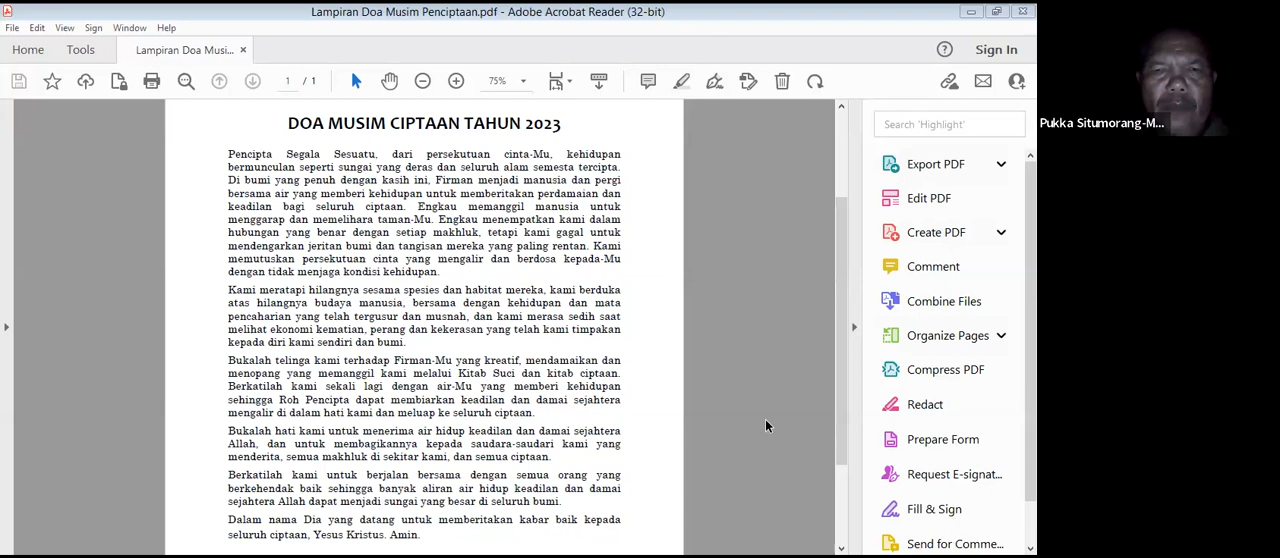 Lampiran Doa Musim Penciptaan.pdf - Adobe Acrobat Reader (32-bit)
File Edit View Sign Window Help
Home Tools Lampiran Doa Musi... × Sign In
1 / 1 75%
DOA MUSIM CIPTAAN TAHUN 2023
Pencipta Segala Sesuatu, dari persekutuan cinta-Mu, kehidupan
bermunculan seperti sungai yang deras dan seluruh alam semesta tercipta.
Di bumi yang penuh dengan kasih ini, Firman menjadi manusia dan pergi
bersama air yang memberi kehidupan untuk memberitakan perdamaian dan
keadilan bagi seluruh ciptaan. Engkau memanggil manusia untuk
menggarap dan memelihara taman-Mu. Engkau menempatkan kami dalam
hubungan yang benar dengan setiap makhluk, tetapi kami gagal untuk
mendengarkan jeritan bumi dan tangisan mereka yang paling rentan. Kami
memutuskan persekutuan cinta yang mengalir dan berdosa kepada-Mu
dengan tidak menjaga kondisi kehidupan.
Kami meratapi hilangnya sesama spesies dan habitat mereka, kami berduka
atas hilangnya budaya manusia, bersama dengan kehidupan dan mata
pencaharian yang telah tergusur dan musnah, dan kami merasa sedih saat
melihat ekonomi kematian, perang dan kekerasan yang telah kami timpakan
kepada diri kami sendiri dan bumi.
Bukalah telinga kami terhadap Firman-Mu yang kreatif, mendamaikan dan
menopang yang memanggil kami melalui Kitab Suci dan kitab ciptaan.
Berkatilah kami sekali lagi dengan air-Mu yang memberi kehidupan
sehingga Roh Pencipta dapat membiarkan keadilan dan damai sejahtera
mengalir di dalam hati kami dan meluap ke seluruh ciptaan.
Bukalah hati kami untuk menerima air hidup keadilan dan damai sejahtera
Allah, dan untuk membagikannya kepada saudara-saudari kami yang
menderita, semua makhluk di sekitar kami, dan semua ciptaan.
Berkatilah kami untuk berjalan bersama dengan semua orang yang
berkehendak baik sehingga banyak aliran air hidup keadilan dan damai
sejahtera Allah dapat menjadi sungai yang besar di seluruh bumi.
Dalam nama Dia yang datang untuk memberitakan kabar baik kepada
seluruh ciptaan, Yesus Kristus. Amin.
Search 'Highlight'
Export PDF
Edit PDF
Create PDF
Comment
Combine Files
Organize Pages
Compress PDF
Redact
Prepare Form
Request E-signat...
Fill & Sign
Send for Comme...
Pukka Situmorang-M...